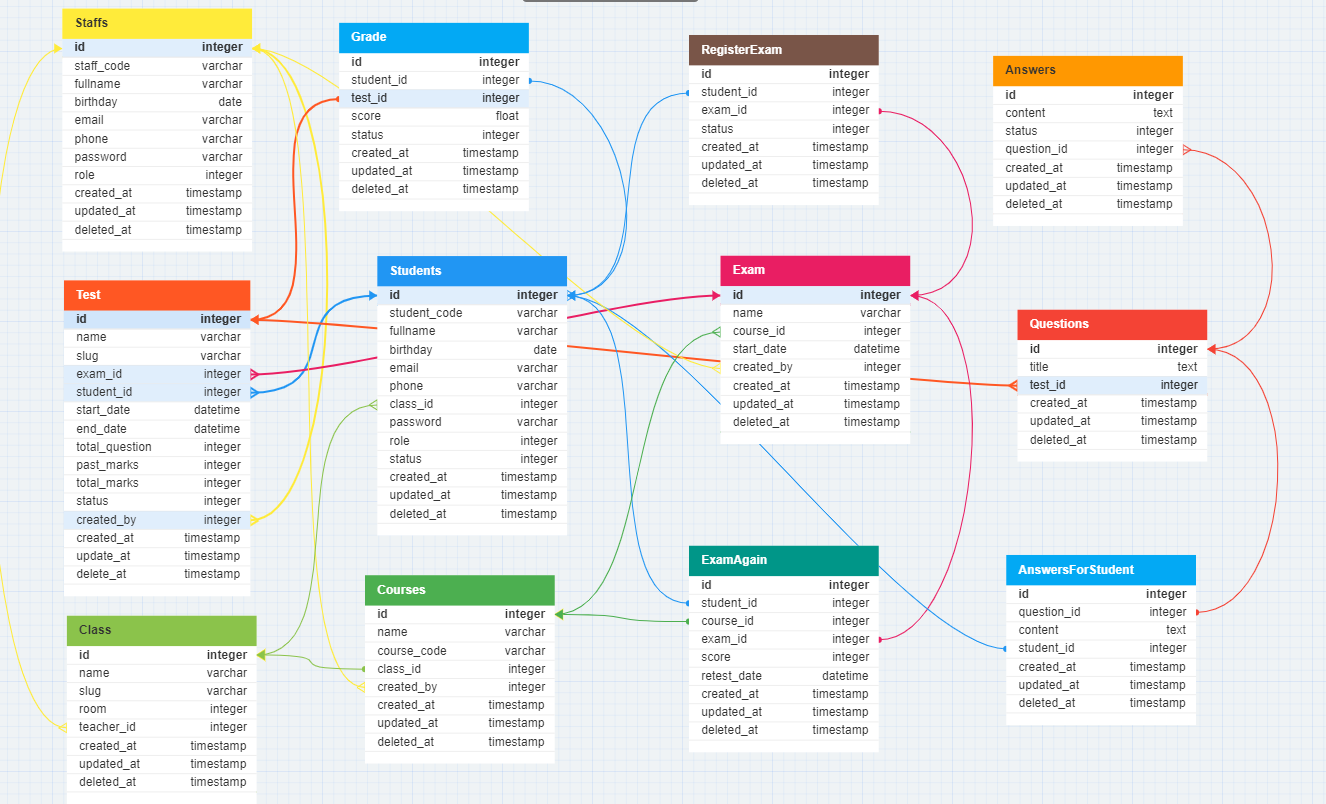 Staffs
id integer
staff_code varchar
fullname varchar
birthday date
email varchar
phone varchar
password varchar
role integer
created_at timestamp
updated_at timestamp
deleted_at timestamp
Grade
id integer
student_id integer
test_id integer
score float
status integer
created_at timestamp
updated_at timestamp
deleted_at timestamp
RegisterExam
id integer
student_id integer
exam_id integer
status integer
created_at timestamp
updated_at timestamp
deleted_at timestamp
Answers
id integer
content text
status integer
question_id integer
created_at timestamp
updated_at timestamp
deleted_at timestamp
Test
id integer
name varchar
slug varchar
exam_id integer
student_id integer
start_date datetime
end_date datetime
total_question integer
past_marks integer
total_marks integer
status integer
created_by integer
created_at timestamp
update_at timestamp
delete_at timestamp
Students
id integer
student_code varchar
fullname varchar
birthday date
email varchar
phone varchar
class_id integer
password varchar
role integer
status integer
created_at timestamp
updated_at timestamp
deleted_at timestamp
Exam
id integer
name varchar
course_id integer
start_date datetime
created_by integer
created_at timestamp
updated_at timestamp
deleted_at timestamp
Questions
id integer
title text
test_id integer
created_at timestamp
updated_at timestamp
deleted_at timestamp
Class
id integer
name varchar
slug varchar
room integer
teacher_id integer
created_at timestamp
updated_at timestamp
deleted_at timestamp
Courses
id integer
name varchar
course_code varchar
class_id integer
created_by integer
created_at timestamp
updated_at timestamp
deleted_at timestamp
ExamAgain
id integer
student_id integer
course_id integer
exam_id integer
score integer
retest_date datetime
created_at timestamp
updated_at timestamp
deleted_at timestamp
AnswersForStudent
id integer
question_id integer
content text
student_id integer
created_at timestamp
updated_at timestamp
deleted_at timestamp